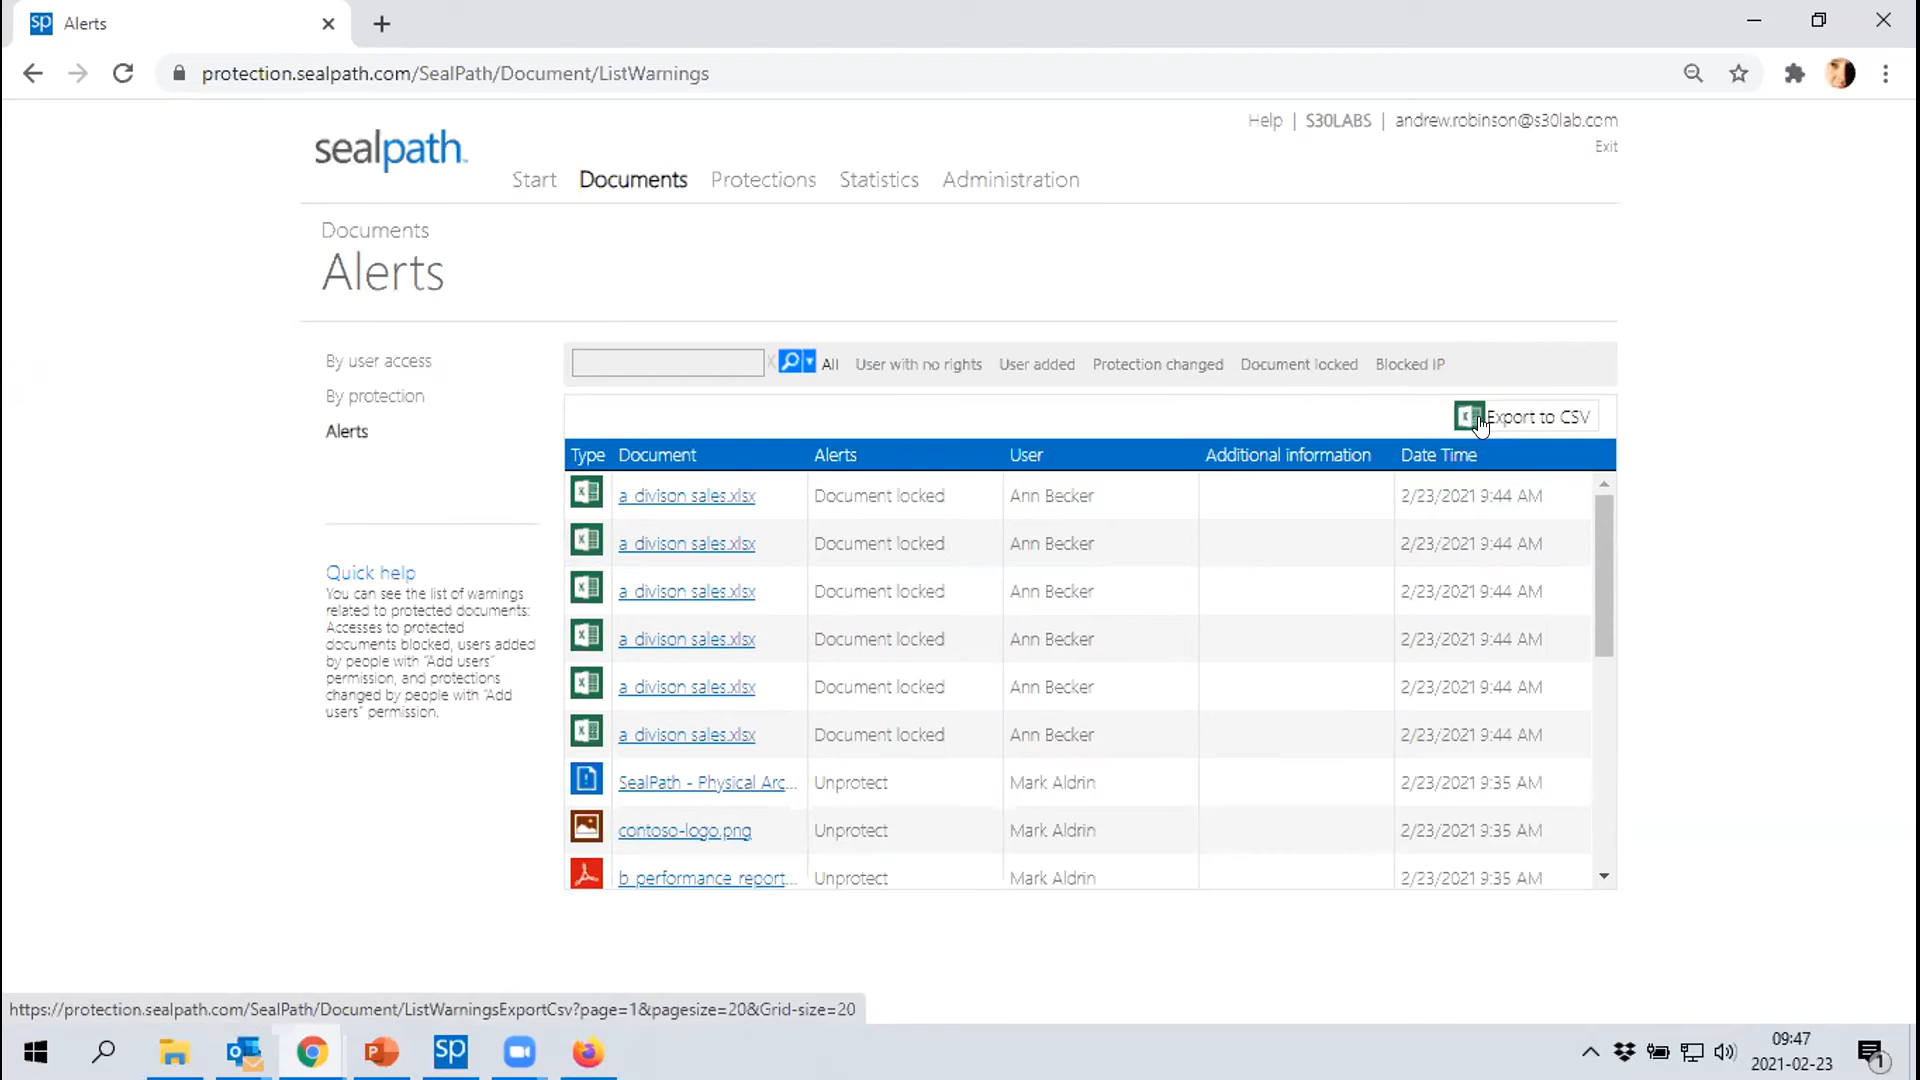 sp Alerts
protection.sealpath.com/SealPath/Document/ListWarnings
Help | S30LABS | andrew.robinson@s30lab.com
Exit
sealpath
Start Documents Protections Statistics Administration
Documents
Alerts
By user access
By protection
Alerts
Quick help
You can see the list of warnings
related to protected documents:
Accesses to protected
documents blocked, users added
by people with "Add users"
permission, and protections
changed by people with "Add
users" permission.
X All User with no rights User added Protection changed Document locked Blocked IP
Export to CSV
Type Document Alerts User Additional information Date Time
a divison sales.xlsx Document locked Ann Becker 2/23/2021 9:44 AM
a divison sales.xlsx Document locked Ann Becker 2/23/2021 9:44 AM
a divison sales.xlsx Document locked Ann Becker 2/23/2021 9:44 AM
a divison sales.xlsx Document locked Ann Becker 2/23/2021 9:44 AM
a divison sales.xlsx Document locked Ann Becker 2/23/2021 9:44 AM
a divison sales.xlsx Document locked Ann Becker 2/23/2021 9:44 AM
SealPath - Physical Arc... Unprotect Mark Aldrin 2/23/2021 9:35 AM
contoso-logo.png Unprotect Mark Aldrin 2/23/2021 9:35 AM
b performance report... Unprotect Mark Aldrin 2/23/2021 9:35 AM
https://protection.sealpath.com/SealPath/Document/ListWarningsExportCsv?page=1&pagesize=20&Grid-size=20
sp
09:47
2021-02-23
1